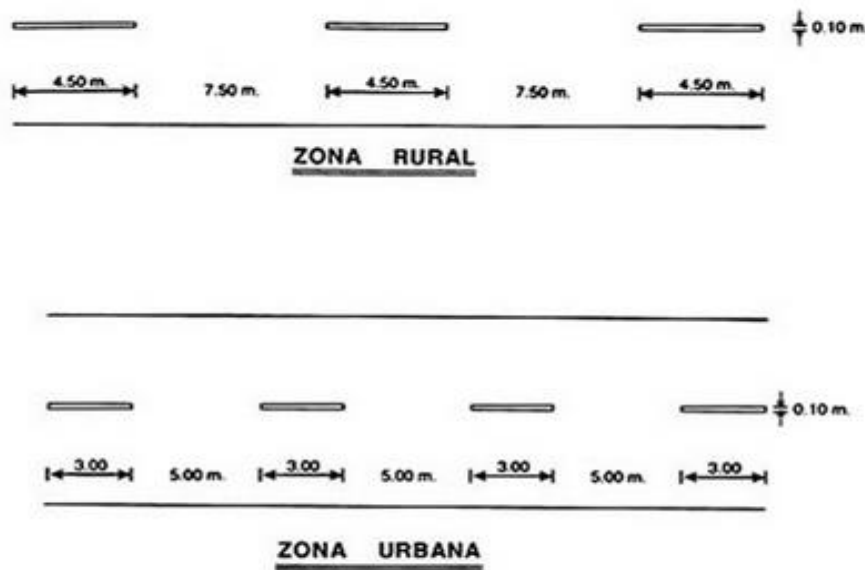 0.10 m
4.50 m. 7.50 m. 4.50 m. 7.50 m. 4.50 m.
ZONA RURAL
0.10 m.
3.00 5.00 m. 3.00 5.00 m. 3.00 5.00 m. 3.00
ZONA URBANA